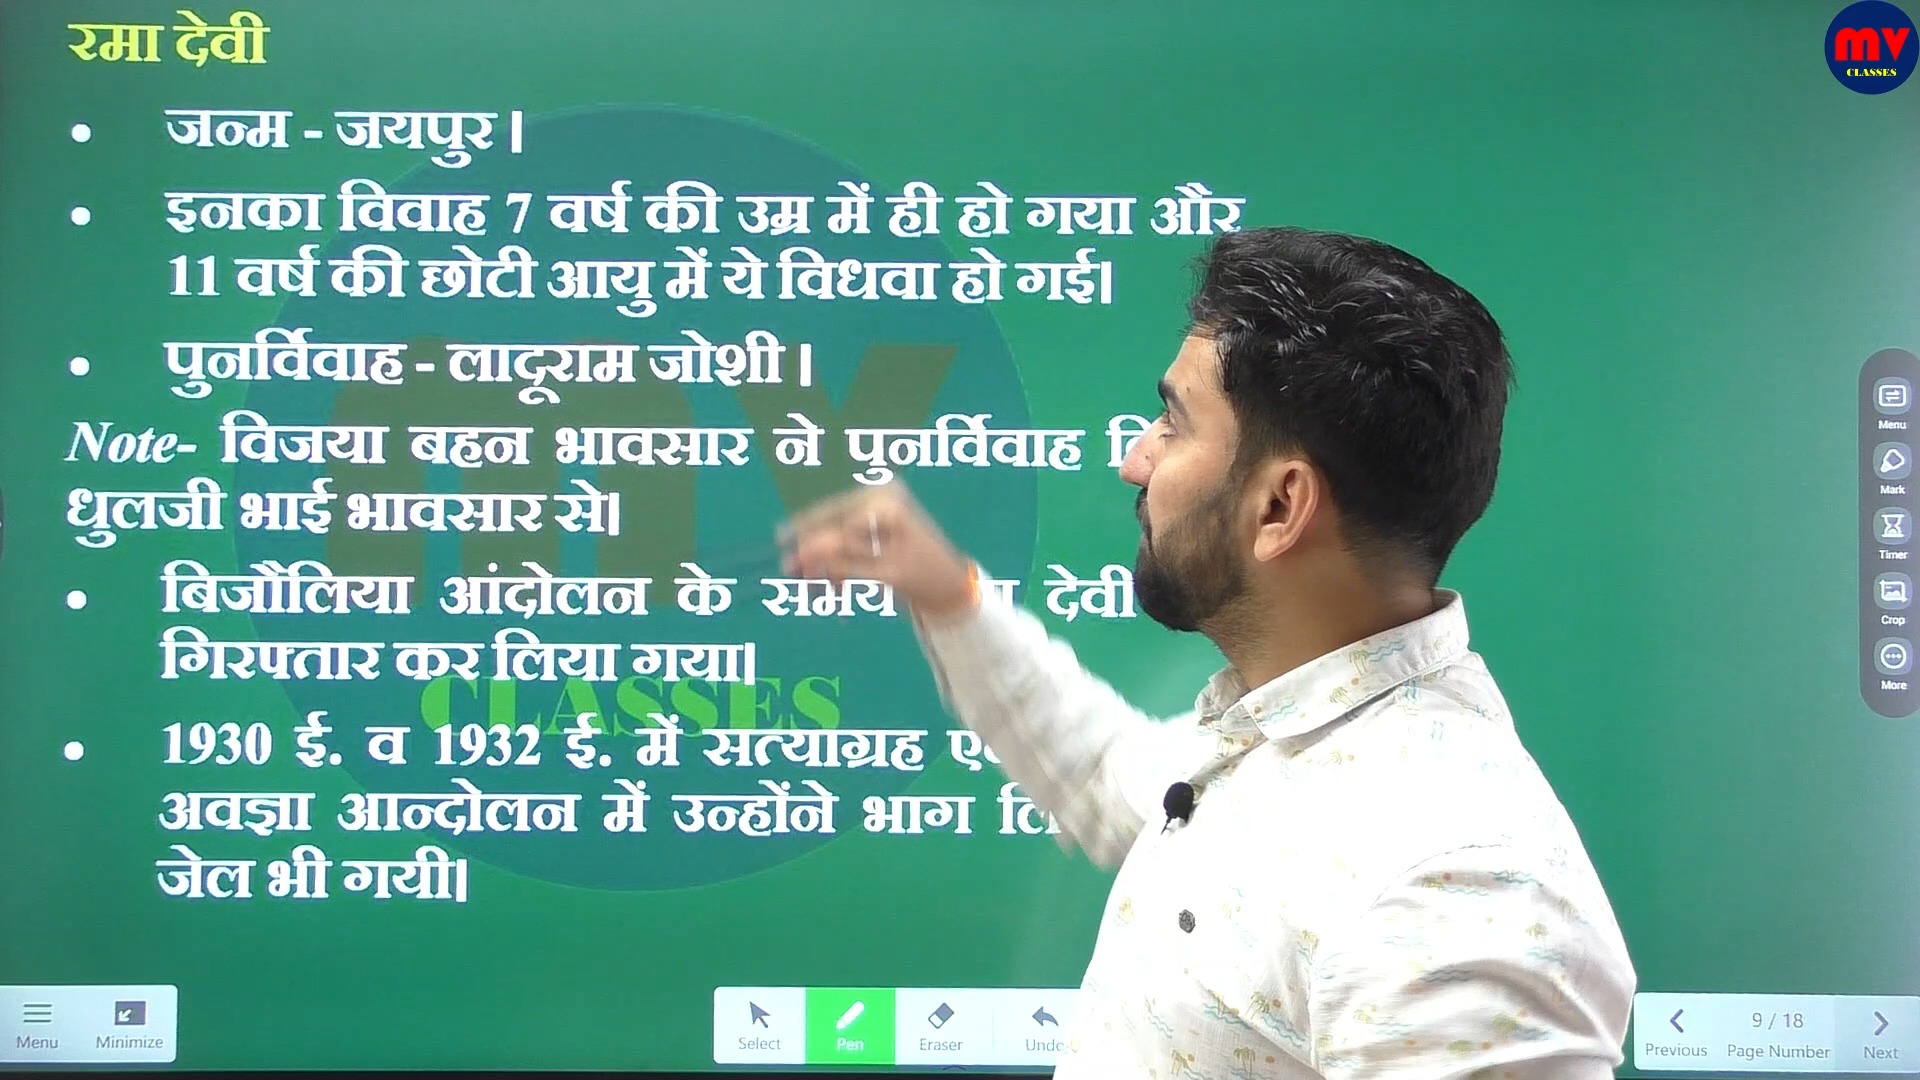 रमा देवी
mv
CLASSES
• जन्म - जयपुर।
• इनका विवाह 7 वर्ष की उम्र में ही हो गया और
11 वर्ष की छोटी आयु में ये विधवा हो गई।
• पुनर्विवाह - लादूराम जोशी।
Note- विजया बहन भावसार ने पुनर्विवाह
धुलजी भाई भावसार से।
• बिजौलिया आंदोलन के समय देवी
गिरफ्तार कर लिया गया।
CLASSES
• 1930 ई. व 1932 ई. में सत्याग्रह
अवज्ञा आन्दोलन में उन्होंने भाग
जेल भी गयी।
Menu
Mark
Timer
Crop
More
Menu Minimize
Select Pen Eraser Undo
9 / 18
Previous Page Number Next